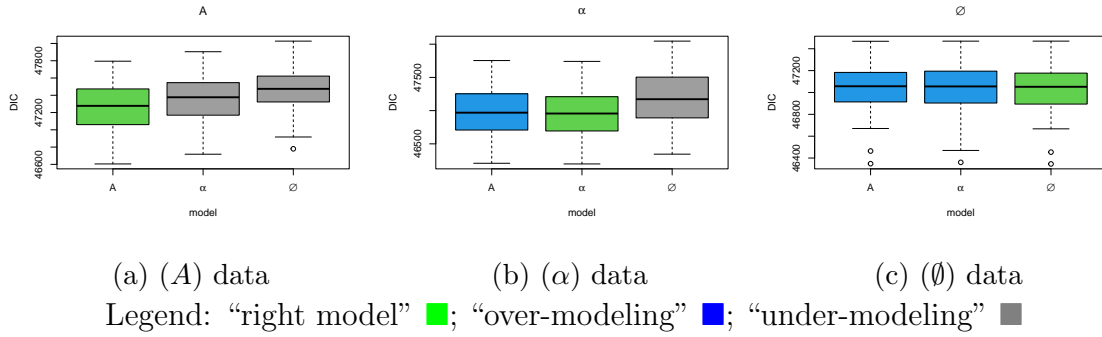 A
α
∅
DIC
46600
47200
47800
A
α
∅
model
DIC
46500
47500
A
α
∅
model
DIC
46400
46800
47200
A
α
∅
model
(a) (A) data
(b) (α) data
(c) (∅) data
Legend: “right model” ■; “over-modeling” ■; “under-modeling” ■